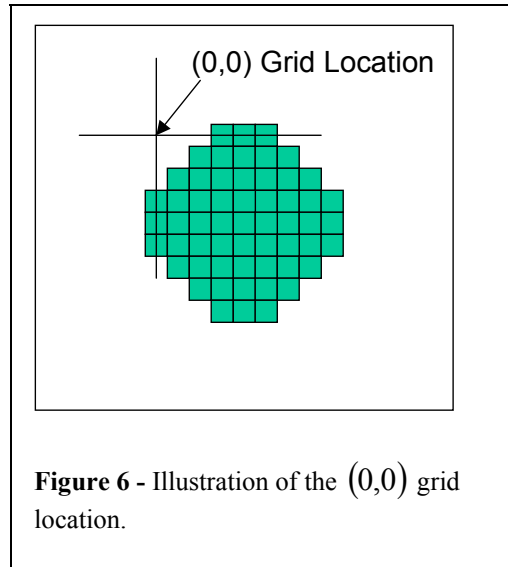 (0,0) Grid Location
Figure 6 - Illustration of the (0,0) grid
location.